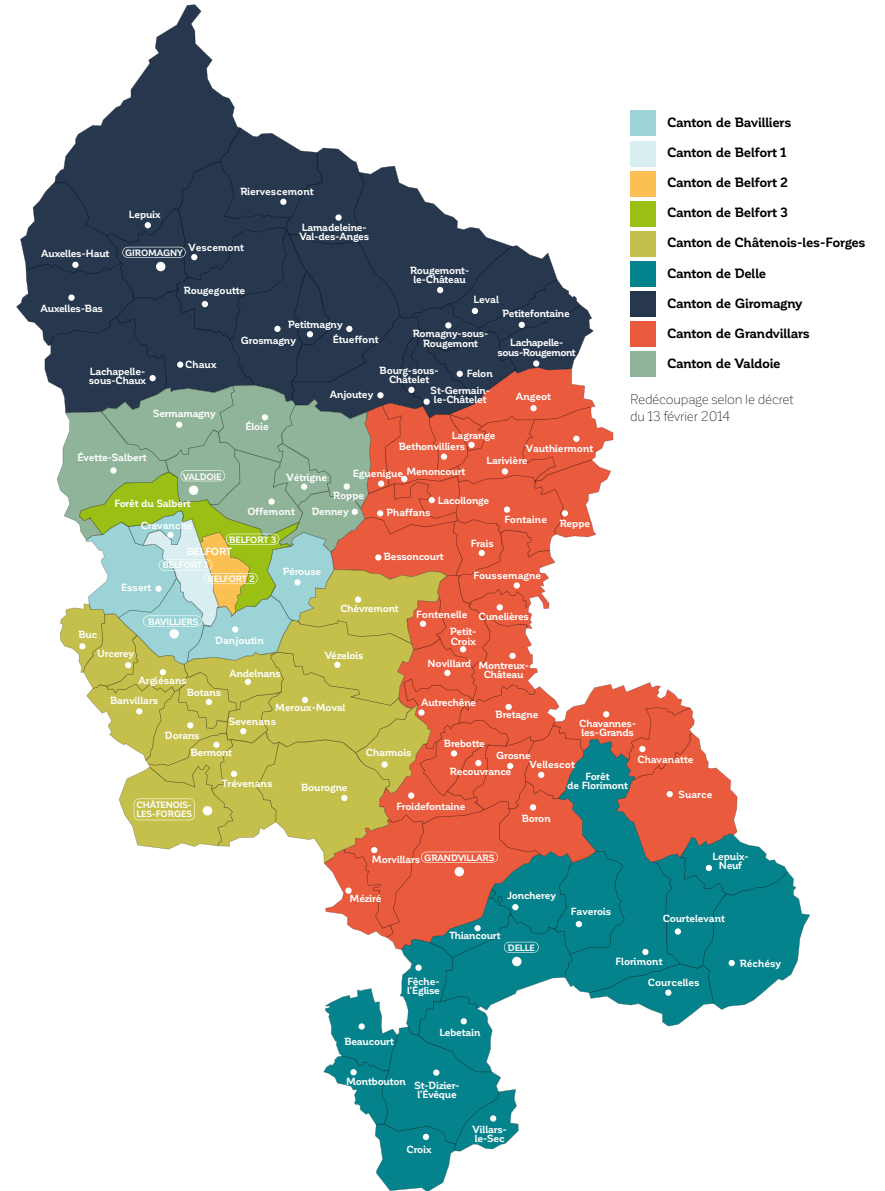 Canton de Bavilliers
Canton de Belfort 1
Canton de Belfort 2
Canton de Belfort 3
Canton de Châtenois-les-Forges
Canton de Delle
Canton de Giromagny
Canton de Grandvillars
Canton de Valdoie
Redécoupage selon le décret
du 13 février 2014
Riervescemont
Lepuix
Lamadeleine-
Val-des-Anges
Auxelles-Haut
GIROMAGNY
Vescemont
Rougemont-
le-Château
Auxelles-Bas
Rougegoutte
Leval
Petitefontaine
Petitmagny
Grosmagny
Étueffont
Romagny-sous-
Rougemont
Lachapelle-
sous-Rougemont
Chaux
Lachapelle-
sous-Chaux
Bourg-sous-
Châtelet
Felon
Anjoutey
St-Germain-
le-Châtelet
Angeot
Sermamagny
Éloie
Lagrange
Bethonvilliers
Vauthiermont
Évette-Salbert
Larivière
VALDOIE
Vétrigne
Eguenigue
Menoncourt
Roppe
Forêt du Salbert
Offemont
Denney
Lacollonge
Phaffans
Fontaine
Reppe
Cravanche
BELFORT 3
BELFORT
Frais
Bessoncourt
BELFORT 1
BELFORT 2
Pérouse
Foussemagne
Essert
Chèvremont
Fontenelle
Cunelières
BAVILLIERS
Danjoutin
Petit-
Croix
Buc
Urcerey
Vézelois
Novillard
Montreux-
Château
Argiésans
Andelnans
Botans
Banvillars
Meroux-Moval
Autrechêne
Bretagne
Sevenans
Dorans
Chavannes-
les-Grands
Bermont
Charmois
Brebotte
Grosne
Vellescot
Recouvrance
Chavanatte
Trévenans
Bourogne
Forêt
de Florimont
Suarce
CHÂTENOIS-
LES-FORGES
Froidefontaine
Boron
Morvillars
GRANDVILLARS
Lepuix-
Neuf
Méziré
Joncherey
Faverois
Courtelevant
Thiancourt
DELLE
Florimont
Réchésy
Fêche-
l'Église
Courcelles
Lebetain
Beaucourt
Montbouton
St-Dizier-
l'Évêque
Villars-
le-Sec
Croix